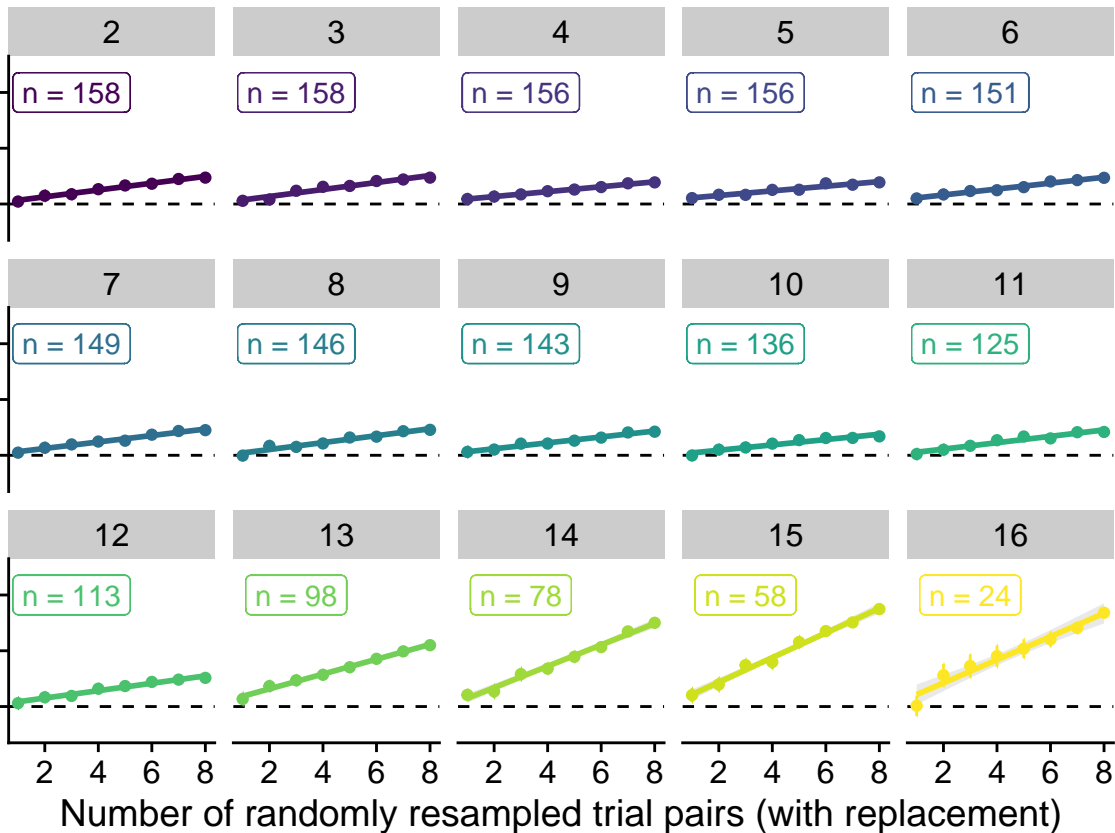 2 3 4 5 6
n = 158 n = 158 n = 156 n = 156 n = 151
7 8 9 10 11
n = 149 n = 146 n = 143 n = 136 n = 125
12 13 14 15 16
n = 113 n = 98 n = 78 n = 58 n = 24
2 4 6 8 2 4 6 8 2 4 6 8 2 4 6 8 2 4 6 8
Number of randomly resampled trial pairs (with replacement)